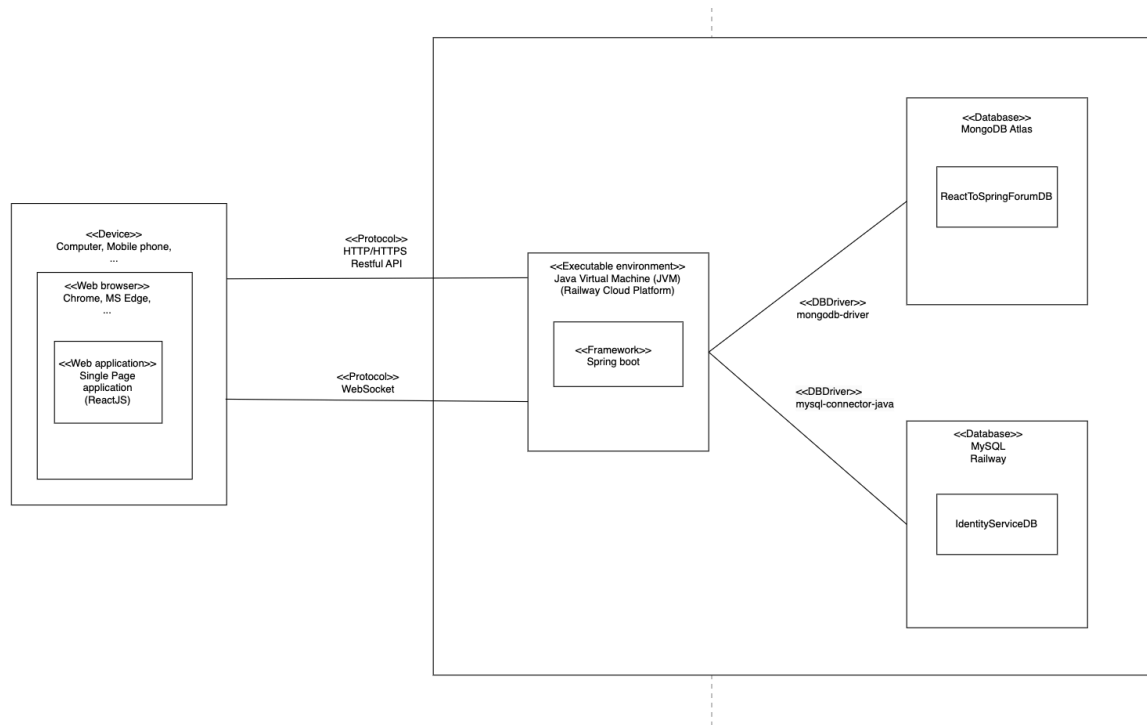 <<Device>>
Computer, Mobile phone,
...
<<Web browser>>
Chrome, MS Edge,
...
<<Web application>>
Single Page
application
(ReactJS)
<<Protocol>>
HTTP/HTTPS
Restful API
<<Protocol>>
WebSocket
<<Executable environment>>
Java Virtual Machine (JVM)
(Railway Cloud Platform)
<<Framework>>
Spring boot
<<DBDriver>>
mongodb-driver
<<DBDriver>>
mysql-connector-java
<<Database>>
MongoDB Atlas
ReactToSpringForumDB
<<Database>>
MySQL
Railway
IdentityServiceDB